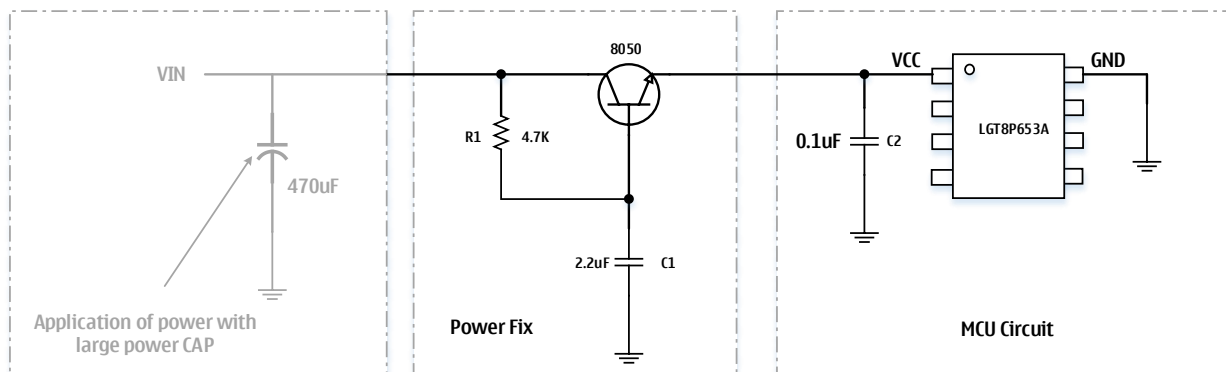 8050
VIN
VCC
GND
R1
4.7K
0.1uF
C2
LGT8P653A
470uF
2.2uF
C1
Application of power with
large power CAP
Power Fix
MCU Circuit